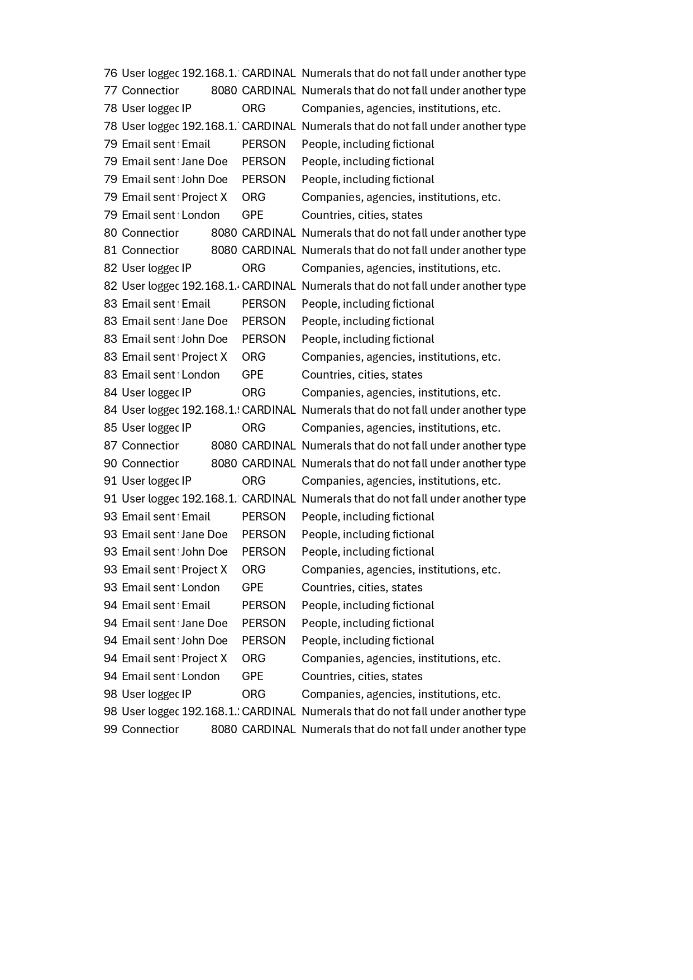 76 User logged 192.168.1. CARDINAL Numerals that do not fall under another type
77 Connection 8080 CARDINAL Numerals that do not fall under another type
78 User logged IP ORG Companies, agencies, institutions, etc.
78 User logged 192.168.1. CARDINAL Numerals that do not fall under another type
79 Email sent Email PERSON People, including fictional
79 Email sent Jane Doe PERSON People, including fictional
79 Email sent John Doe PERSON People, including fictional
79 Email sent Project X ORG Companies, agencies, institutions, etc.
79 Email sent London GPE Countries, cities, states
80 Connection 8080 CARDINAL Numerals that do not fall under another type
81 Connection 8080 CARDINAL Numerals that do not fall under another type
82 User logged IP ORG Companies, agencies, institutions, etc.
82 User logged 192.168.1. CARDINAL Numerals that do not fall under another type
83 Email sent Email PERSON People, including fictional
83 Email sent Jane Doe PERSON People, including fictional
83 Email sent John Doe PERSON People, including fictional
83 Email sent Project X ORG Companies, agencies, institutions, etc.
83 Email sent London GPE Countries, cities, states
84 User logged IP ORG Companies, agencies, institutions, etc.
84 User logged 192.168.1. CARDINAL Numerals that do not fall under another type
85 User logged IP ORG Companies, agencies, institutions, etc.
87 Connection 8080 CARDINAL Numerals that do not fall under another type
90 Connection 8080 CARDINAL Numerals that do not fall under another type
91 User logged IP ORG Companies, agencies, institutions, etc.
91 User logged 192.168.1. CARDINAL Numerals that do not fall under another type
93 Email sent Email PERSON People, including fictional
93 Email sent Jane Doe PERSON People, including fictional
93 Email sent John Doe PERSON People, including fictional
93 Email sent Project X ORG Companies, agencies, institutions, etc.
93 Email sent London GPE Countries, cities, states
94 Email sent Email PERSON People, including fictional
94 Email sent Jane Doe PERSON People, including fictional
94 Email sent John Doe PERSON People, including fictional
94 Email sent Project X ORG Companies, agencies, institutions, etc.
94 Email sent London GPE Countries, cities, states
98 User logged IP ORG Companies, agencies, institutions, etc.
98 User logged 192.168.1. CARDINAL Numerals that do not fall under another type
99 Connection 8080 CARDINAL Numerals that do not fall under another type